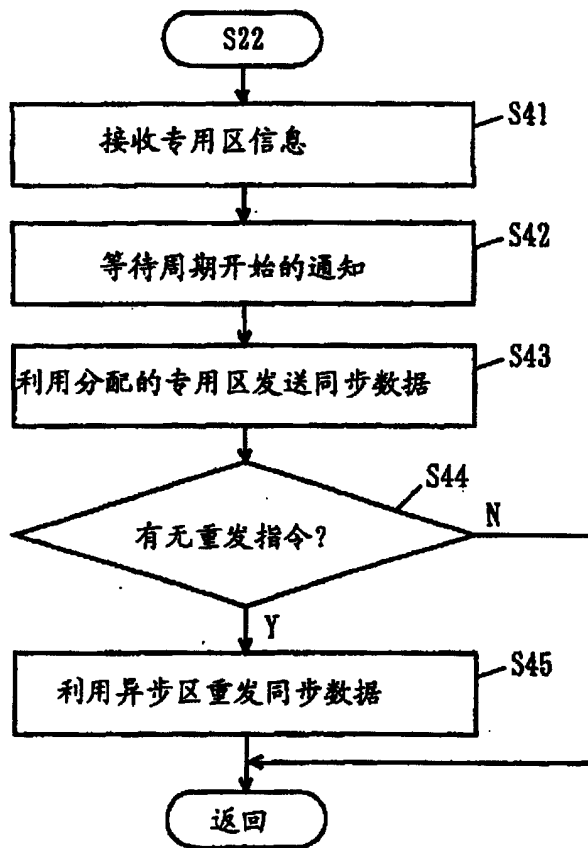 S22
接收专用区信息
S41
等待周期开始的通知
S42
利用分配的专用区发送同步数据
S43
有无重发指令?
S44
N
Y
利用异步区重发同步数据
S45
返回